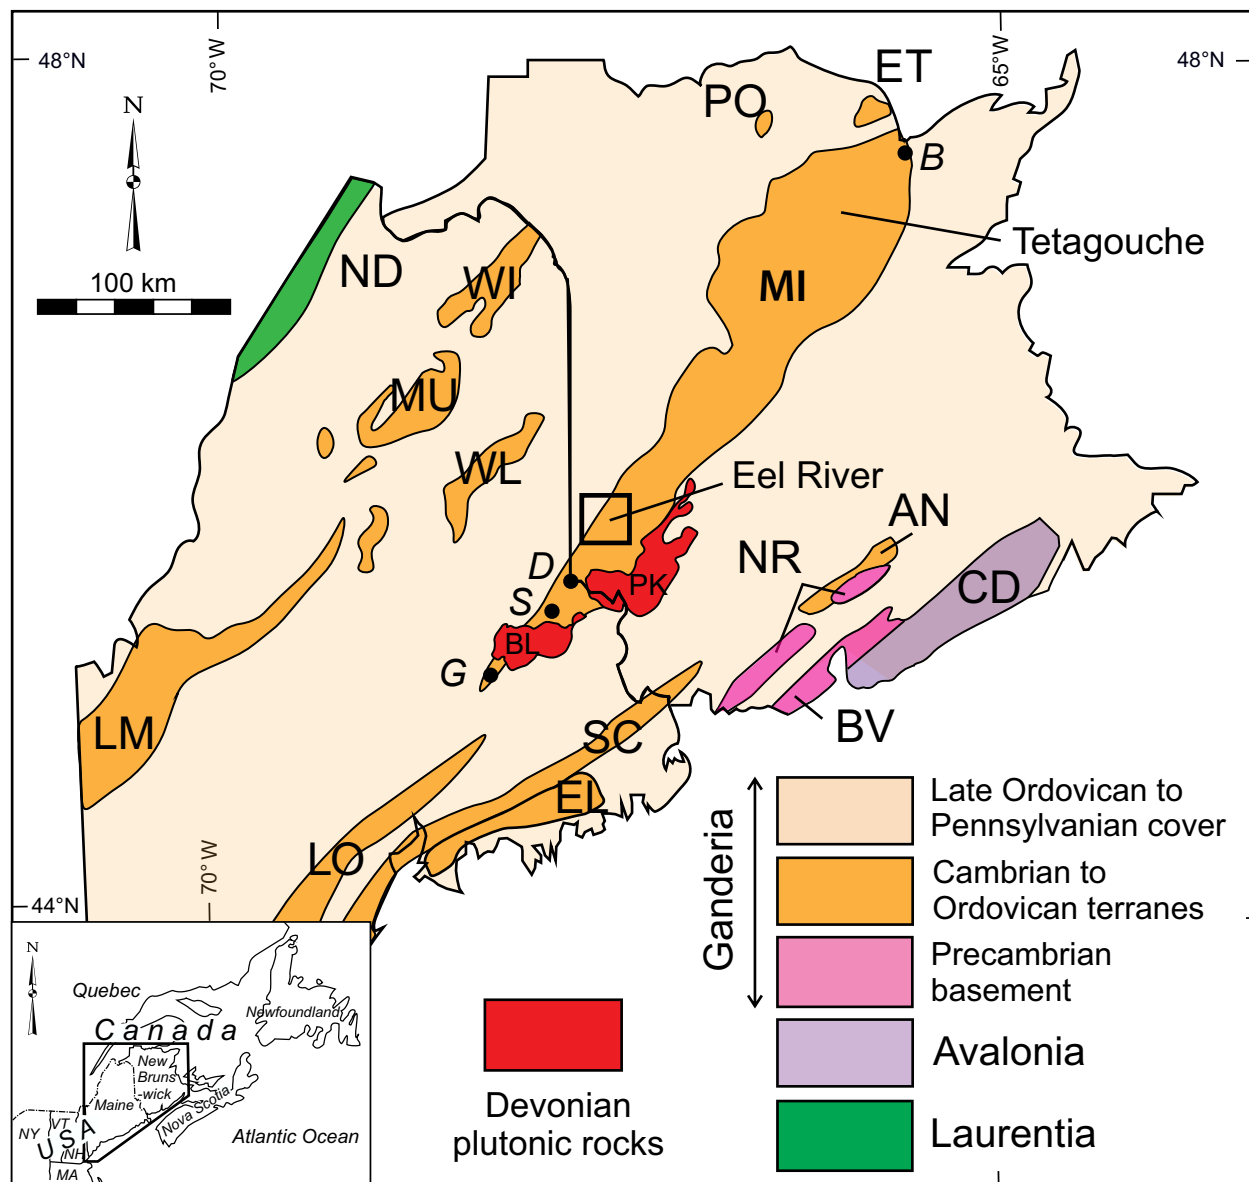 48°N
70°W
65°W
48°N
ET
PO
N
B
Tetagouche
ND
WI
MI
100 km
MU
WL
Eel River
AN
NR
D
PK
CD
S
BL
G
LM
SC
BV
EL
LO
70°W
44°N
Ganderia
Late Ordovican to
Pennsylvanian cover
Cambrian to
Ordovican terranes
Precambrian
basement
Avalonia
Laurentia
Devonian
plutonic rocks
N
Quebec
Canada
Newfoundland
New
Bruns
-wick
Maine
Nova Scotia
Atlantic Ocean
NY
VT
USA
NH
MA